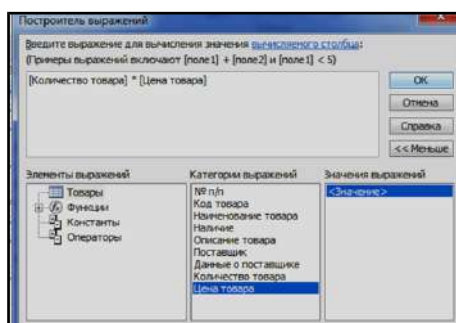 Построитель выражений
Введите выражение для вычисления значения вычисляемого столбца:
(Примеры выражений включают [поле1] + [поле2] и [поле1] < 5)
[Количество товара] * [Цена товара]
OK
Отмена
Справка
<< Меньше
Элементы выражений
Товары
Функции
Константы
Операторы
Категории выражений
№ п/п
Код товара
Наименование товара
Наличие
Описание товара
Поставщик
Данные о поставщике
Количество товара
Цена товара
Значения выражений
<Значение>